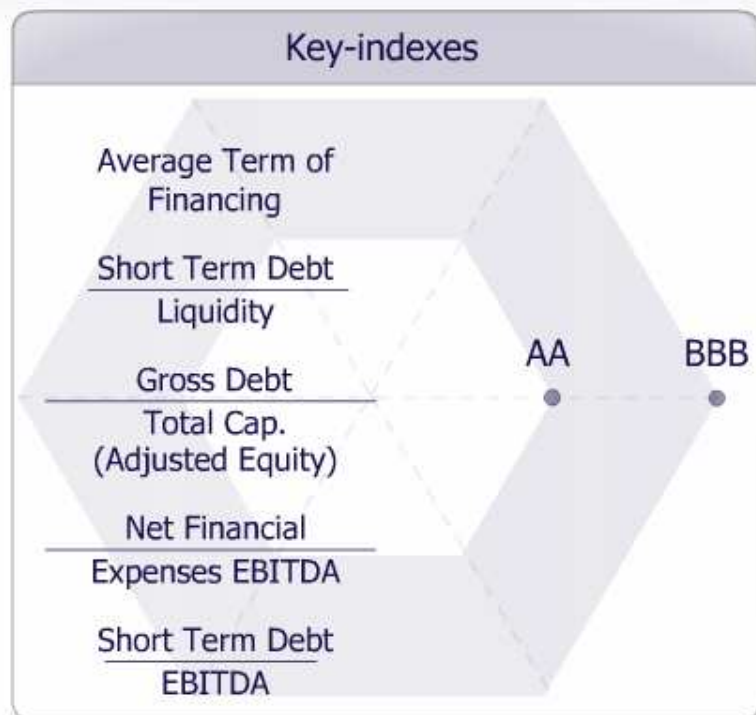 Key-indexes
Average Term of
Financing
Short Term Debt
Liquidity
AA
BBB
Gross Debt
Total Cap.
(Adjusted Equity)
Net Financial
Expenses EBITDA
Short Term Debt
EBITDA